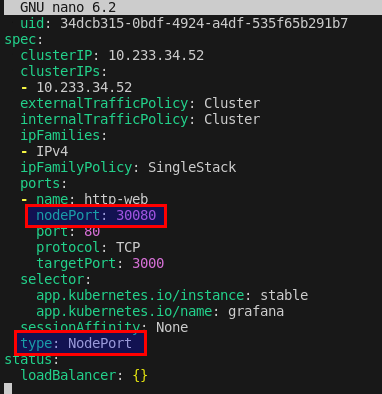 GNU nano 6.2
uid: 34dcb315-0bdf-4924-a4df-535f65b291b7
spec:
clusterIP: 10.233.34.52
clusterIPs:
- 10.233.34.52
externalTrafficPolicy: Cluster
internalTrafficPolicy: Cluster
ipFamilies:
- IPv4
ipFamilyPolicy: SingleStack
ports:
- name: http-web
nodePort: 30080
port: 80
protocol: TCP
targetPort: 3000
selector:
app.kubernetes.io/instance: stable
app.kubernetes.io/name: grafana
sessionAffinity: None
type: NodePort
status:
loadBalancer: {}